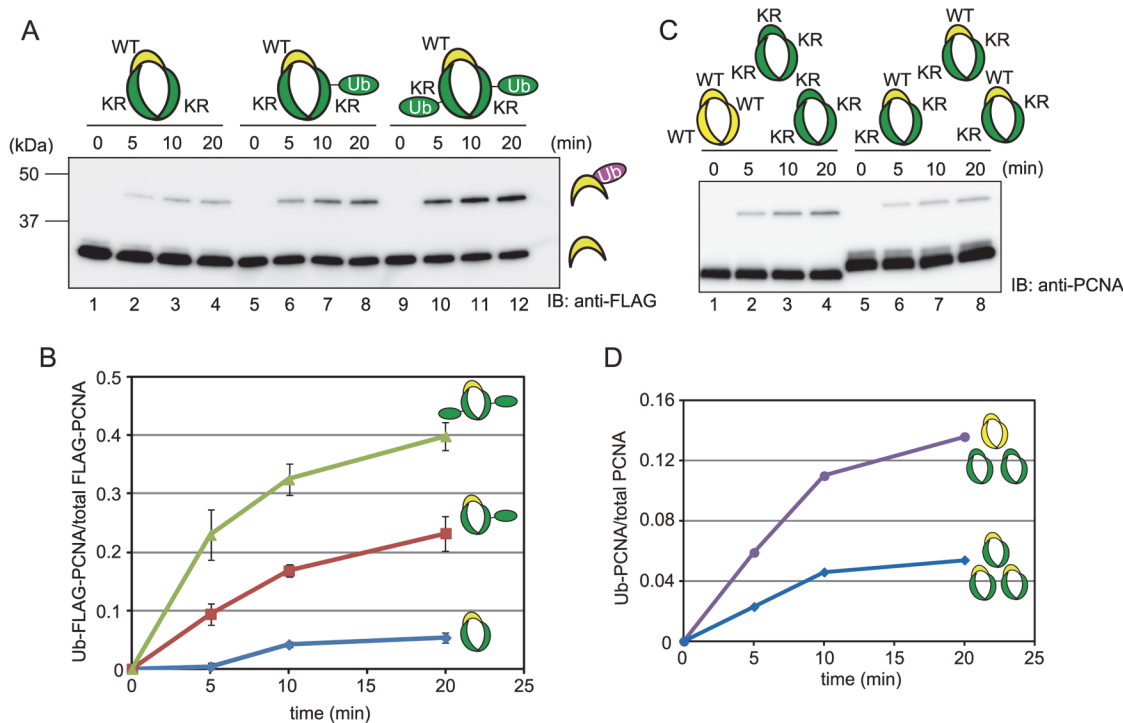 A
WT
KR KR
WT
Ub
KR
WT
KR Ub
Ub KR
0 5 10 20 0 5 10 20 0 5 10 20 (min)
(kDa)
50
37
Ub
1 2 3 4 5 6 7 8 9 10 11 12 IB: anti-FLAG
B
Ub-FLAG-PCNA/total FLAG-PCNA
0.5
0.4
0.3
0.2
0.1
0
0 5 10 15 20 25
time (min)
C
KR
KR
KR
WT
WT
WT
KR
KR
KR
WT
KR
KR
WT
KR
KR
WT
KR
KR
0 5 10 20 0 5 10 20 (min)
1 2 3 4 5 6 7 8
IB: anti-PCNA
D
Ub-PCNA/total PCNA
0.16
0.12
0.08
0.04
0
0 5 10 15 20 25
time (min)